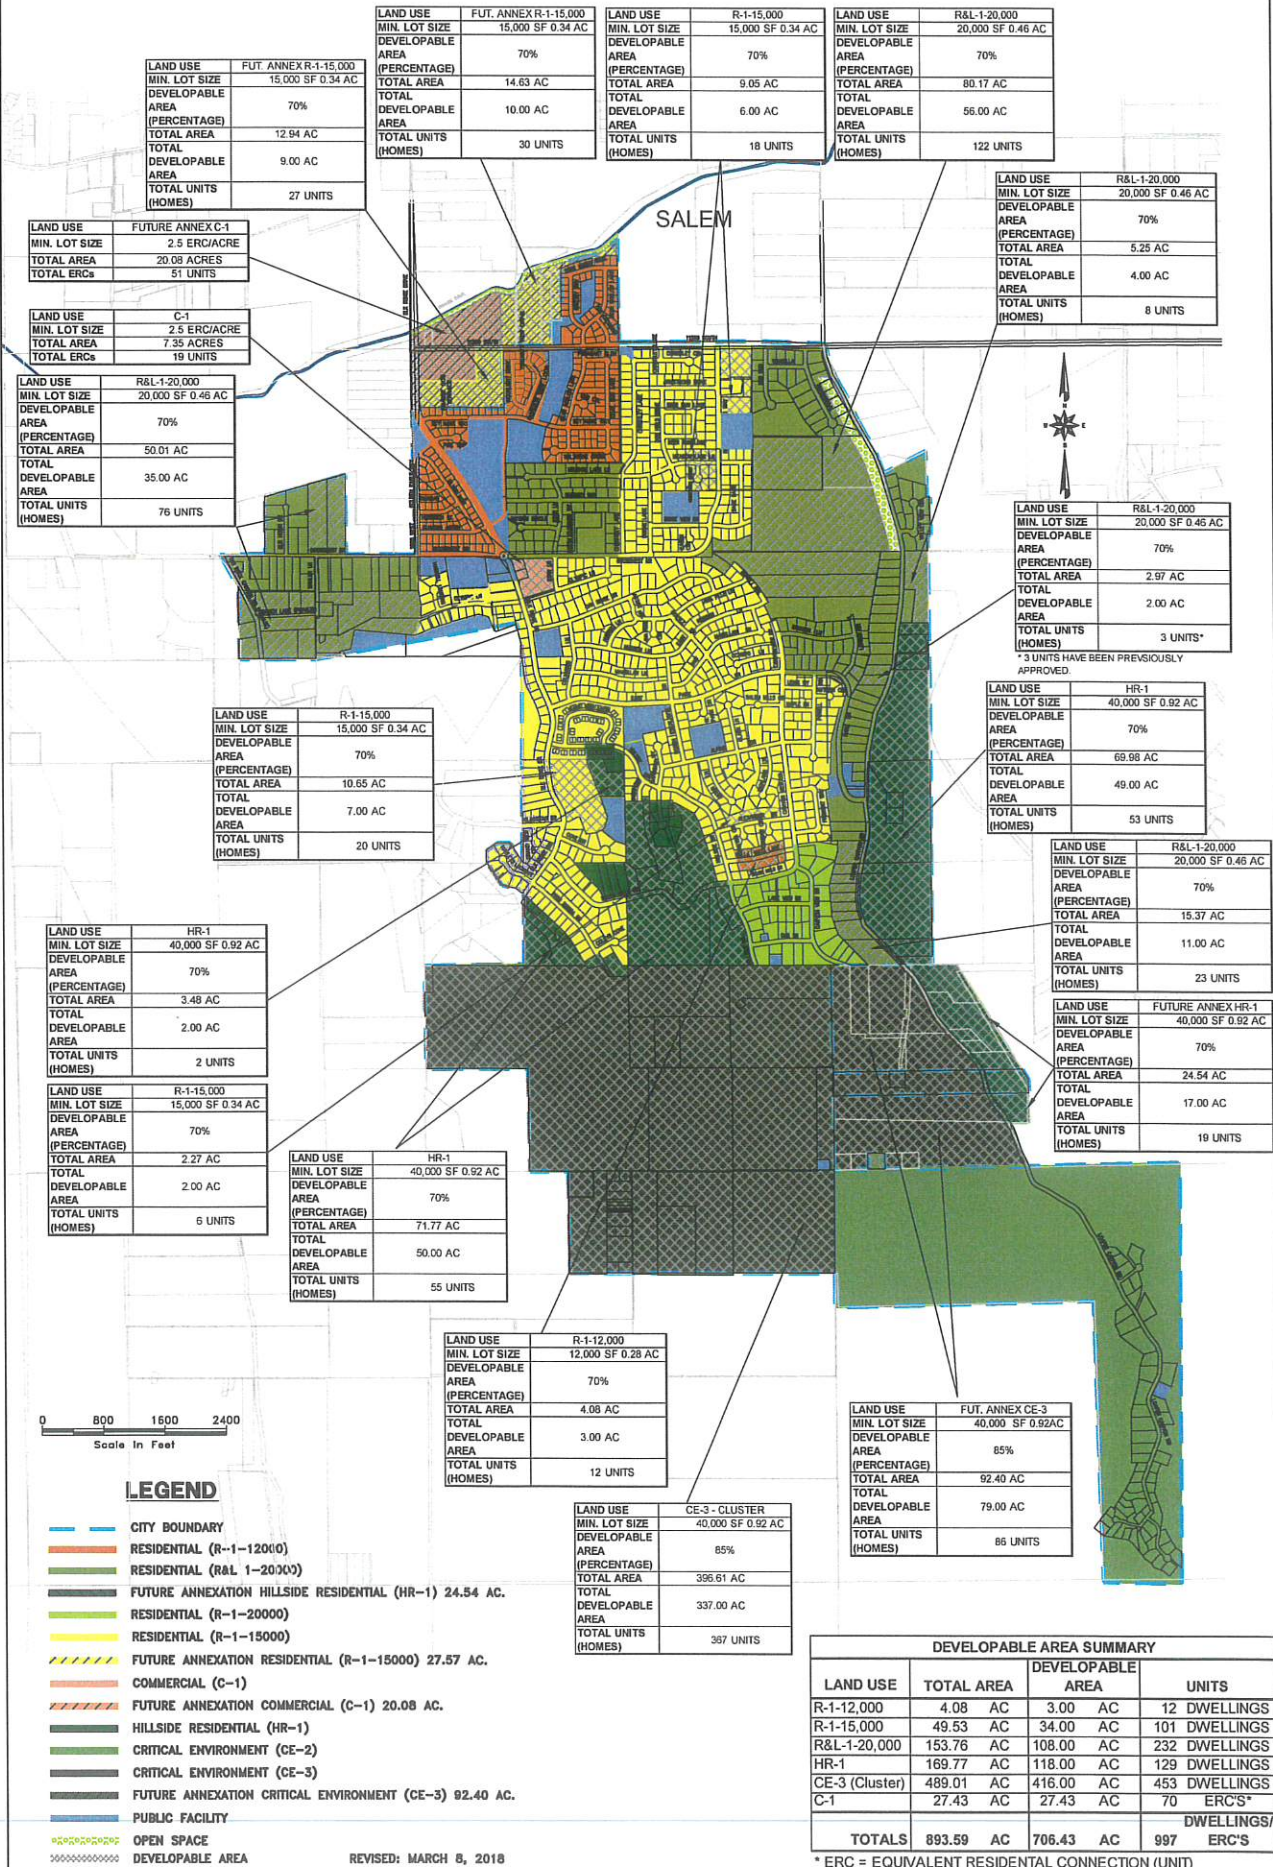 LAND USE FUT. ANNEX R-1-15,000
MIN. LOT SIZE 15,000 SF 0.34 AC
DEVELOPABLE AREA (PERCENTAGE) 70%
TOTAL AREA 14.63 AC
TOTAL DEVELOPABLE AREA 10.00 AC
TOTAL UNITS (HOMES) 30 UNITS
LAND USE R-1-15,000
MIN. LOT SIZE 15,000 SF 0.34 AC
DEVELOPABLE AREA (PERCENTAGE) 70%
TOTAL AREA 9.05 AC
TOTAL DEVELOPABLE AREA 6.00 AC
TOTAL UNITS (HOMES) 18 UNITS
LAND USE R&L-1-20,000
MIN. LOT SIZE 20,000 SF 0.46 AC
DEVELOPABLE AREA (PERCENTAGE) 70%
TOTAL AREA 80.17 AC
TOTAL DEVELOPABLE AREA 56.00 AC
TOTAL UNITS (HOMES) 122 UNITS
LAND USE FUT. ANNEX R-1-15,000
MIN. LOT SIZE 15,000 SF 0.34 AC
DEVELOPABLE AREA (PERCENTAGE) 70%
TOTAL AREA 12.94 AC
TOTAL DEVELOPABLE AREA 9.00 AC
TOTAL UNITS (HOMES) 27 UNITS
LAND USE R&L-1-20,000
MIN. LOT SIZE 20,000 SF 0.46 AC
DEVELOPABLE AREA (PERCENTAGE) 70%
TOTAL AREA 5.25 AC
TOTAL DEVELOPABLE AREA 4.00 AC
TOTAL UNITS (HOMES) 8 UNITS
SALEM
LAND USE FUTURE ANNEX C-1
MIN. LOT SIZE 2.5 ERC/ACRE
TOTAL AREA 20.08 ACRES
TOTAL ERCs 51 UNITS
LAND USE C-1
MIN. LOT SIZE 2.5 ERC/ACRE
TOTAL AREA 7.35 ACRES
TOTAL ERCs 19 UNITS
LAND USE R&L-1-20,000
MIN. LOT SIZE 20,000 SF 0.46 AC
DEVELOPABLE AREA (PERCENTAGE) 70%
TOTAL AREA 50.01 AC
TOTAL DEVELOPABLE AREA 35.00 AC
TOTAL UNITS (HOMES) 76 UNITS
LAND USE R&L-1-20,000
MIN. LOT SIZE 20,000 SF 0.46 AC
DEVELOPABLE AREA (PERCENTAGE) 70%
TOTAL AREA 2.97 AC
TOTAL DEVELOPABLE AREA 2.00 AC
TOTAL UNITS (HOMES) 3 UNITS*
* 3 UNITS HAVE BEEN PREVSIOUSLY
APPROVED.
LAND USE HR-1
MIN. LOT SIZE 40,000 SF 0.92 AC
DEVELOPABLE AREA (PERCENTAGE) 70%
TOTAL AREA 69.98 AC
TOTAL DEVELOPABLE AREA 49.00 AC
TOTAL UNITS (HOMES) 53 UNITS
LAND USE R-1-15,000
MIN. LOT SIZE 15,000 SF 0.34 AC
DEVELOPABLE AREA (PERCENTAGE) 70%
TOTAL AREA 10.65 AC
TOTAL DEVELOPABLE AREA 7.00 AC
TOTAL UNITS (HOMES) 20 UNITS
LAND USE R&L-1-20,000
MIN. LOT SIZE 20,000 SF 0.46 AC
DEVELOPABLE AREA (PERCENTAGE) 70%
TOTAL AREA 15.37 AC
TOTAL DEVELOPABLE AREA 11.00 AC
TOTAL UNITS (HOMES) 23 UNITS
LAND USE HR-1
MIN. LOT SIZE 40,000 SF 0.92 AC
DEVELOPABLE AREA (PERCENTAGE) 70%
TOTAL AREA 3.48 AC
TOTAL DEVELOPABLE AREA 2.00 AC
TOTAL UNITS (HOMES) 2 UNITS
LAND USE FUTURE ANNEX HR-1
MIN. LOT SIZE 40,000 SF 0.92 AC
DEVELOPABLE AREA (PERCENTAGE) 70%
TOTAL AREA 24.54 AC
TOTAL DEVELOPABLE AREA 17.00 AC
TOTAL UNITS (HOMES) 19 UNITS
LAND USE R-1-15,000
MIN. LOT SIZE 15,000 SF 0.34 AC
DEVELOPABLE AREA (PERCENTAGE) 70%
TOTAL AREA 2.27 AC
TOTAL DEVELOPABLE AREA 2.00 AC
TOTAL UNITS (HOMES) 6 UNITS
LAND USE HR-1
MIN. LOT SIZE 40,000 SF 0.92 AC
DEVELOPABLE AREA (PERCENTAGE) 70%
TOTAL AREA 71.77 AC
TOTAL DEVELOPABLE AREA 50.00 AC
TOTAL UNITS (HOMES) 55 UNITS
LAND USE R-1-12,000
MIN. LOT SIZE 12,000 SF 0.28 AC
DEVELOPABLE AREA (PERCENTAGE) 70%
TOTAL AREA 4.08 AC
TOTAL DEVELOPABLE AREA 3.00 AC
TOTAL UNITS (HOMES) 12 UNITS
LAND USE FUT. ANNEX CE-3
MIN. LOT SIZE 40,000 SF 0.92AC
DEVELOPABLE AREA (PERCENTAGE) 85%
TOTAL AREA 92.40 AC
TOTAL DEVELOPABLE AREA 79.00 AC
TOTAL UNITS (HOMES) 86 UNITS
LAND USE CE-3 - CLUSTER
MIN. LOT SIZE 40,000 SF 0.92 AC
DEVELOPABLE AREA (PERCENTAGE) 85%
TOTAL AREA 396.61 AC
TOTAL DEVELOPABLE AREA 337.00 AC
TOTAL UNITS (HOMES) 367 UNITS
0 800 1600 2400
Scale In Feet
LEGEND
CITY BOUNDARY
RESIDENTIAL (R-1-12000)
RESIDENTIAL (R&L 1-20000)
FUTURE ANNEXATION HILLSIDE RESIDENTIAL (HR-1) 24.54 AC.
RESIDENTIAL (R-1-20000)
RESIDENTIAL (R-1-15000)
FUTURE ANNEXATION RESIDENTIAL (R-1-15000) 27.57 AC.
COMMERCIAL (C-1)
FUTURE ANNEXATION COMMERCIAL (C-1) 20.08 AC.
HILLSIDE RESIDENTIAL (HR-1)
CRITICAL ENVIRONMENT (CE-2)
CRITICAL ENVIRONMENT (CE-3)
FUTURE ANNEXATION CRITICAL ENVIRONMENT (CE-3) 92.40 AC.
PUBLIC FACILITY
OPEN SPACE
DEVELOPABLE AREA
REVISED: MARCH 8, 2018
DEVELOPABLE AREA SUMMARY
LAND USE TOTAL AREA DEVELOPABLE AREA UNITS
R-1-12,000 4.08 AC 3.00 AC 12 DWELLINGS
R-1-15,000 49.53 AC 34.00 AC 101 DWELLINGS
R&L-1-20,000 153.76 AC 108.00 AC 232 DWELLINGS
HR-1 169.77 AC 118.00 AC 129 DWELLINGS
CE-3 (Cluster) 489.01 AC 416.00 AC 453 DWELLINGS
C-1 27.43 AC 27.43 AC 70 ERC'S*
TOTALS 893.59 AC 706.43 AC 997 DWELLINGS/ ERC'S
* ERC = EQUIVALENT RESIDENTAL CONNECTION (UNIT)